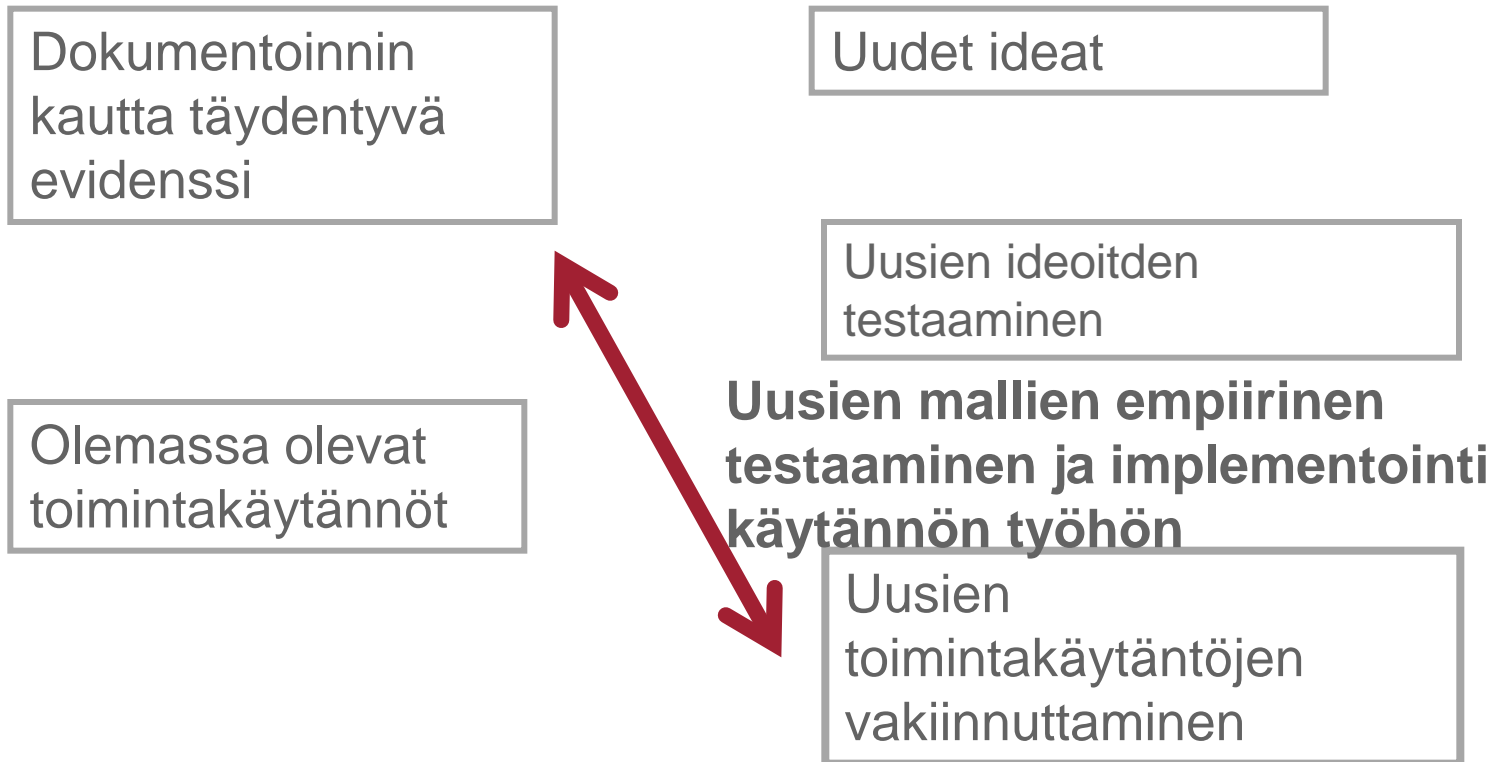 Dokumentoinnin
kautta täydentyvä
evidenssi
Olemassa olevat
toimintakäytännöt
Uudet ideat
Uusien ideoitden
testaaminen
Uusien mallien empiirinen
testaaminen ja implementointi
käytännön työhön
Uusien
toimintakäytäntöjen
vakiinnuttaminen